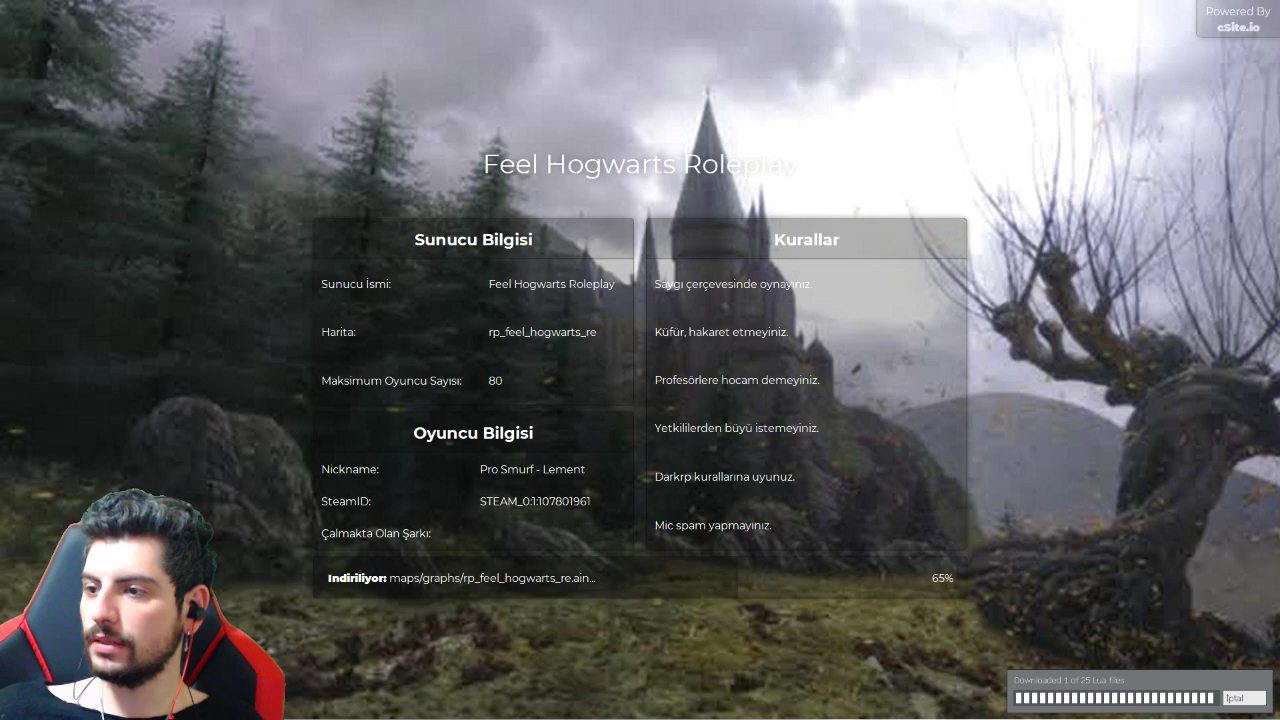 Powered By
cSite.io
Feel Hogwarts Roleplay
Sunucu Bilgisi
Sunucu İsmi: Feel Hogwarts Roleplay
Harita: rp_feel_hogwarts_re
Maksimum Oyuncu Sayısı: 80
Oyuncu Bilgisi
Nickname: Pro Smurf - Lement
SteamID: STEAM_0:1:107801961
Çalmakta Olan Şarkı:
Kurallar
Saygı çerçevesinde oynayınız.
Küfür, hakaret etmeyiniz.
Profesörlere hocam demeyiniz.
Yetkililerden büyü istemeyiniz.
Darkrp kurallarına uyunuz.
Mic spam yapmayınız.
Indiriliyor: maps/graphs/rp_feel_hogwarts_re.ain... 65%
Downloaded 1 of 25 Lua files
İptal